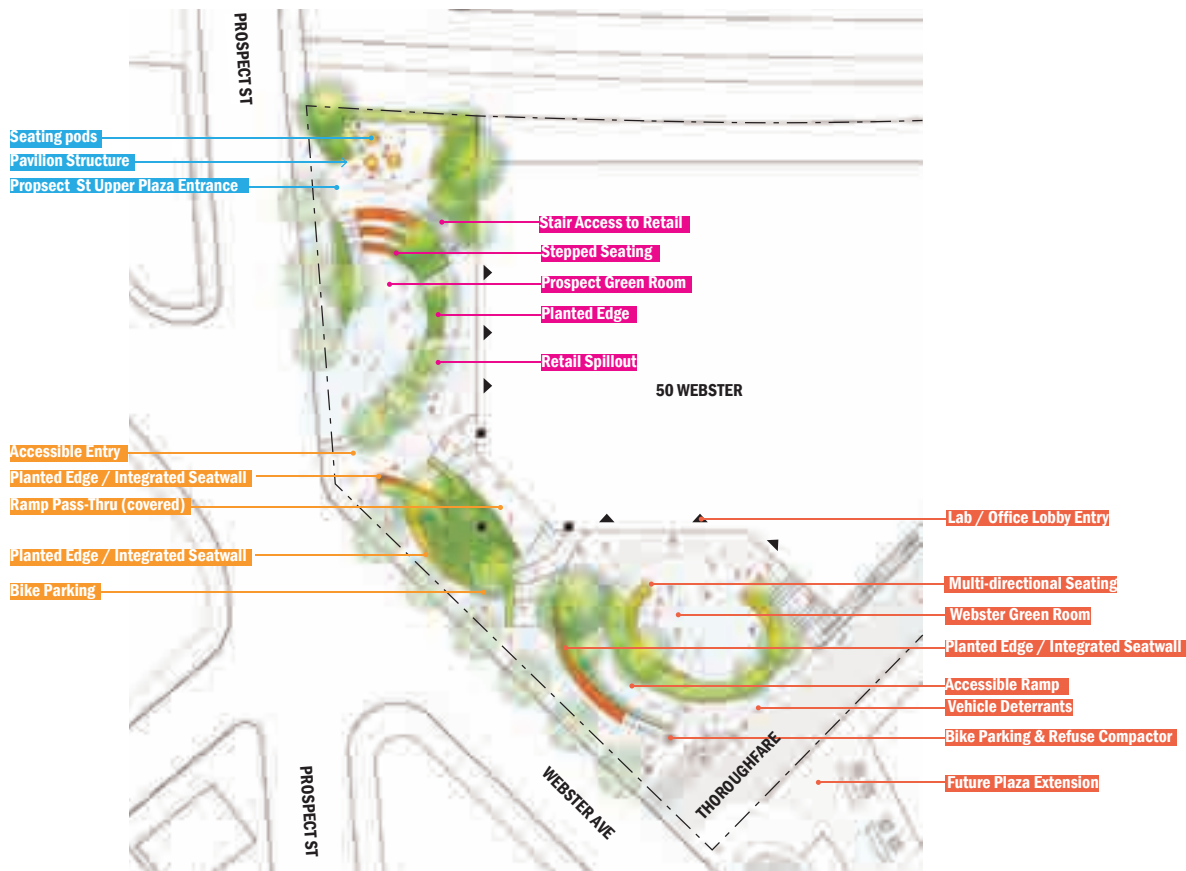 PROSPECT ST
Seating pods
Pavilion Structure
Propsect St Upper Plaza Entrance
Stair Access to Retail
Stepped Seating
Prospect Green Room
Planted Edge
Retail Spillout
50 WEBSTER
Accessible Entry
Planted Edge / Integrated Seatwall
Ramp Pass-Thru (covered)
Planted Edge / Integrated Seatwall
Bike Parking
Lab / Office Lobby Entry
Multi-directional Seating
Webster Green Room
Planted Edge / Integrated Seatwall
Accessible Ramp
Vehicle Deterrants
Bike Parking & Refuse Compactor
Future Plaza Extension
THOROUGHFARE
WEBSTER AVE
PROSPECT ST